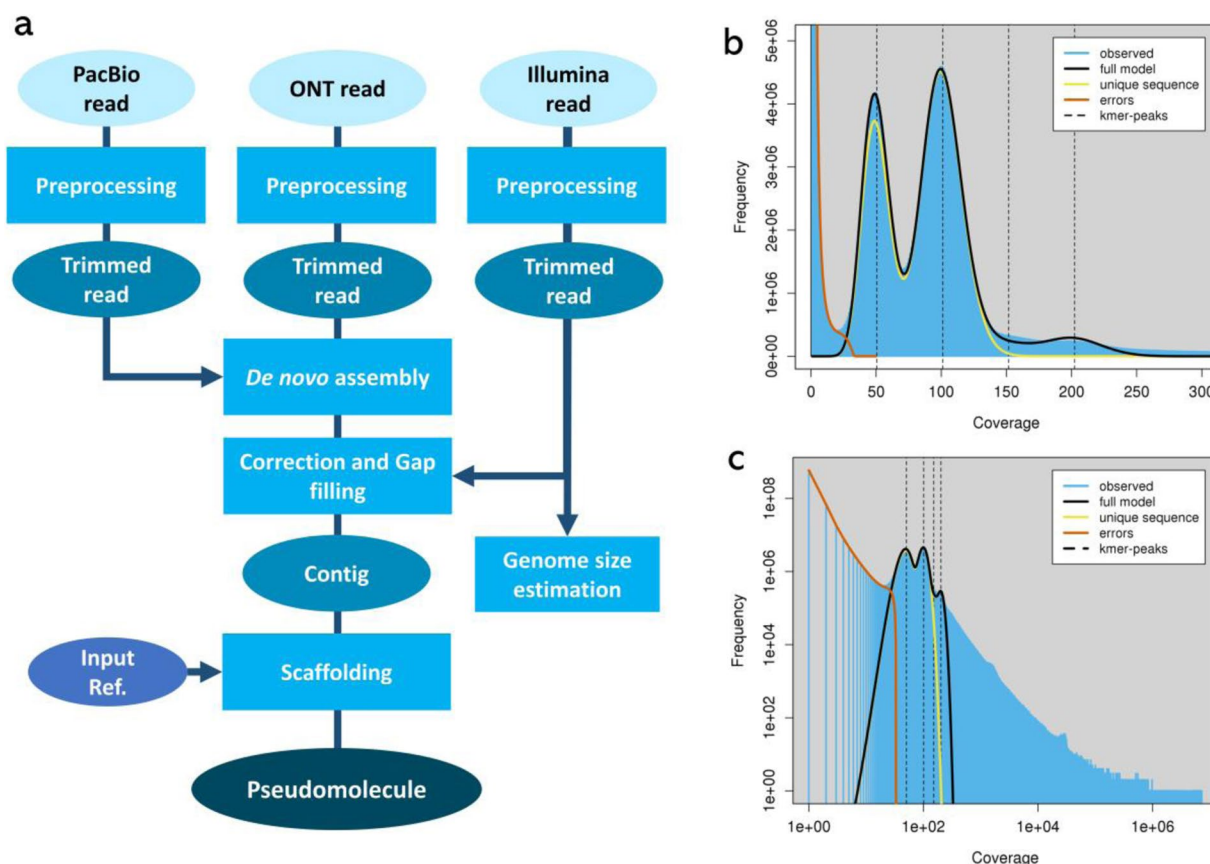 a
PacBio
read
ONT read
Illumina
read
Preprocessing
Preprocessing
Preprocessing
Trimmed
read
Trimmed
read
Trimmed
read
De novo assembly
Correction and Gap
filling
Contig
Genome size
estimation
Input
Ref.
Scaffolding
Pseudomolecule
b
observed
full model
unique sequence
errors
kmer-peaks
Frequency
0e+00 1e+06 2e+06 3e+06 4e+06 5e+06
0 50 100 150 200 250 300
Coverage
c
observed
full model
unique sequence
errors
kmer-peaks
Frequency
1e+00 1e+02 1e+04 1e+06 1e+08
1e+00 1e+02 1e+04 1e+06
Coverage